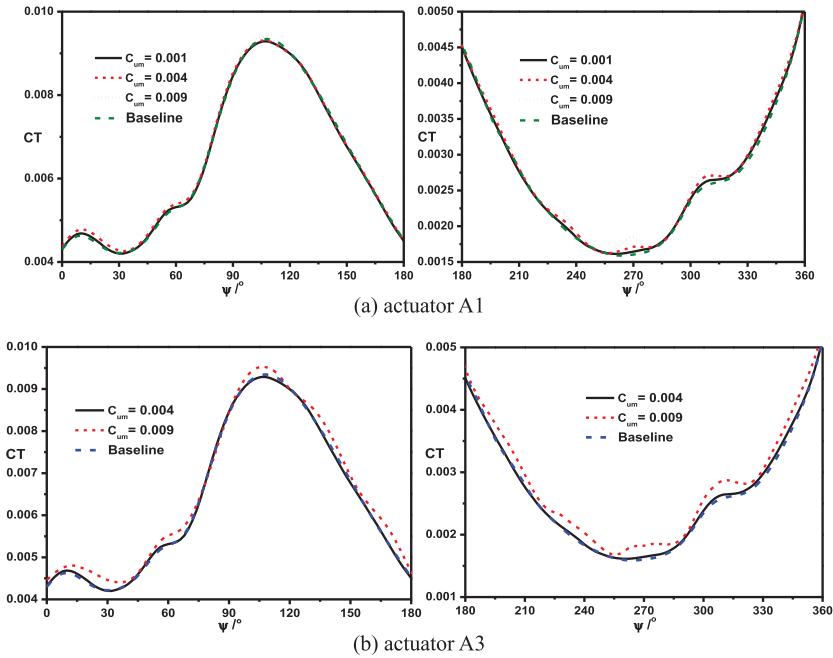 0.010
0.009
CT
0.006
0.004
0 30 60 90 120 150 180
ψ /°
C_um = 0.001
C_um = 0.004
C_um = 0.009
Baseline
0.0050
0.0045
0.0040
0.0035
CT
0.0030
0.0025
0.0020
0.0015
180 210 240 270 300 330 360
ψ /°
C_um = 0.001
C_um = 0.004
C_um = 0.009
Baseline
(a) actuator A1
0.010
0.009
0.008
CT
0.007
0.006
0.005
0.004
0 30 60 90 120 150 180
ψ /°
C_um = 0.004
C_um = 0.009
Baseline
0.005
0.004
CT
0.003
0.002
0.001
180 210 240 270 300 330 360
ψ /°
C_um = 0.004
C_um = 0.009
Baseline
(b) actuator A3